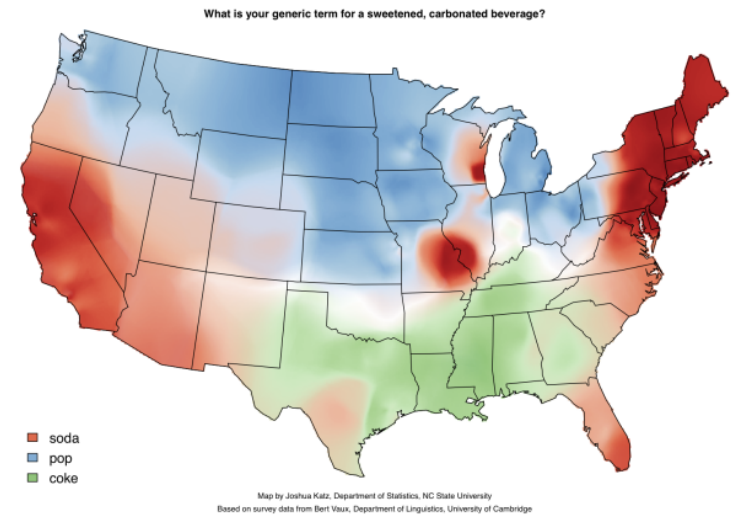 What is your generic term for a sweetened, carbonated beverage?
soda
pop
coke
Map by Joshua Katz, Department of Statistics, NC State University
Based on survey data from Bert Vaux, Department of Linguistics, University of Cambridge